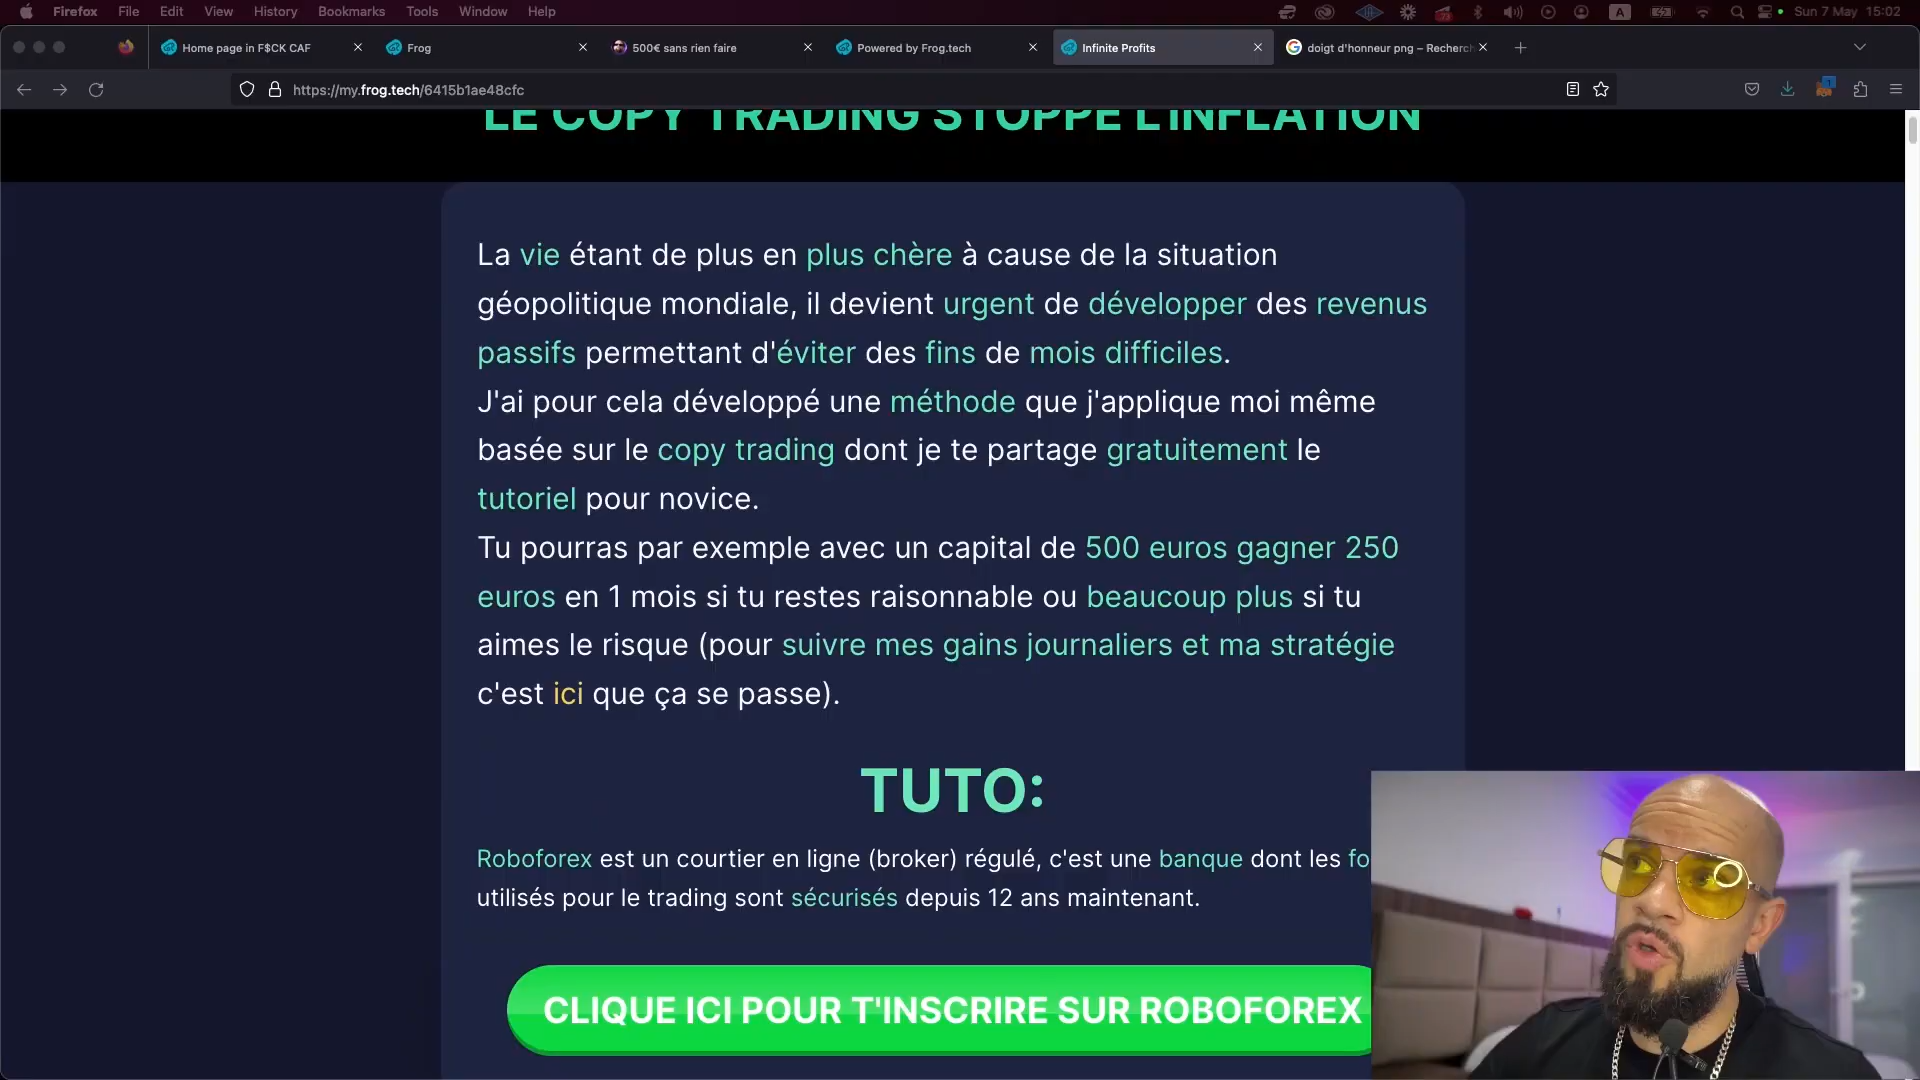 Firefox File Edit View History Bookmarks Tools Window Help
A
Sun 7 May 15:02
Home page in F$CK CAF
Frog
500€ sans rien faire
Powered by Frog.tech
Infinite Profits
doigt d'honneur png – Recherc
https://my.frog.tech/6415b1ae48cfc
1
LE COPY TRADING STOPPE L'INFLATION
La vie étant de plus en plus chère à cause de la situation
géopolitique mondiale, il devient urgent de développer des revenus
passifs permettant d'éviter des fins de mois difficiles.
J'ai pour cela développé une méthode que j'applique moi même
basée sur le copy trading dont je te partage gratuitement le
tutoriel pour novice.
Tu pourras par exemple avec un capital de 500 euros gagner 250
euros en 1 mois si tu restes raisonnable ou beaucoup plus si tu
aimes le risque (pour suivre mes gains journaliers et ma stratégie
c'est ici que ça se passe).
TUTO:
Roboforex est un courtier en ligne (broker) régulé, c'est une banque dont les fo
utilisés pour le trading sont sécurisés depuis 12 ans maintenant.
CLIQUE ICI POUR T'INSCRIRE SUR ROBOFOREX